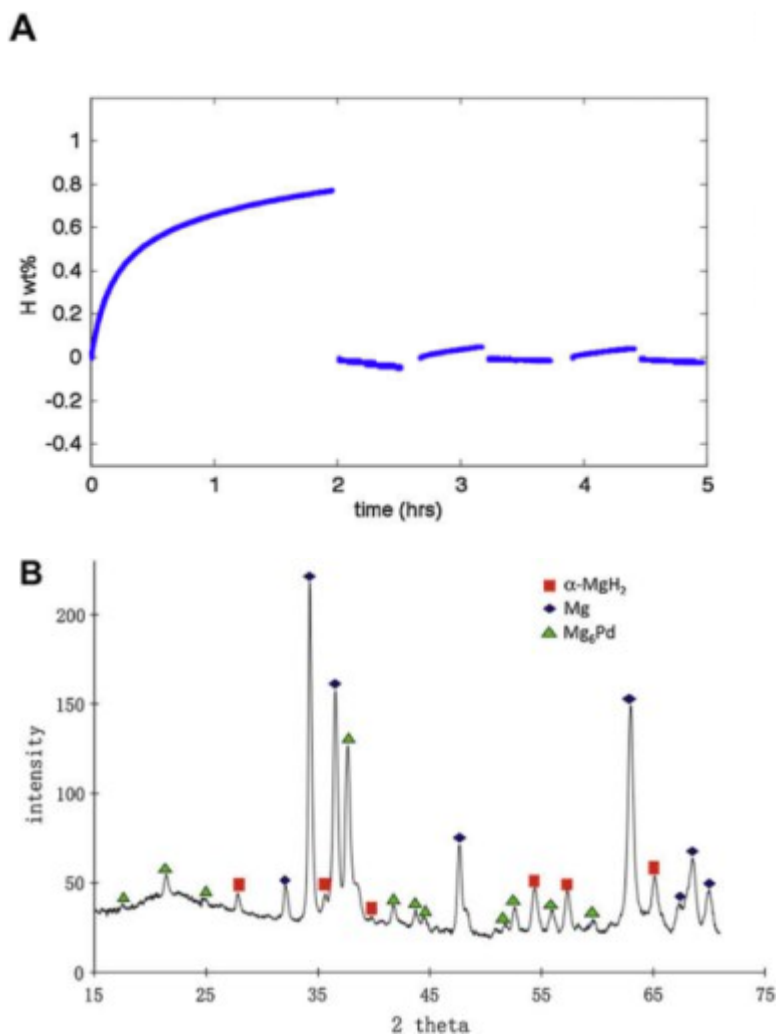 A
1
0.8
0.6
0.4
0.2
0
-0.2
-0.4
H wt%
0 1 2 3 4 5
time (hrs)
B
α-MgH₂
Mg
Mg₆Pd
200
150
100
50
0
intensity
15 25 35 45 55 65 75
2 theta